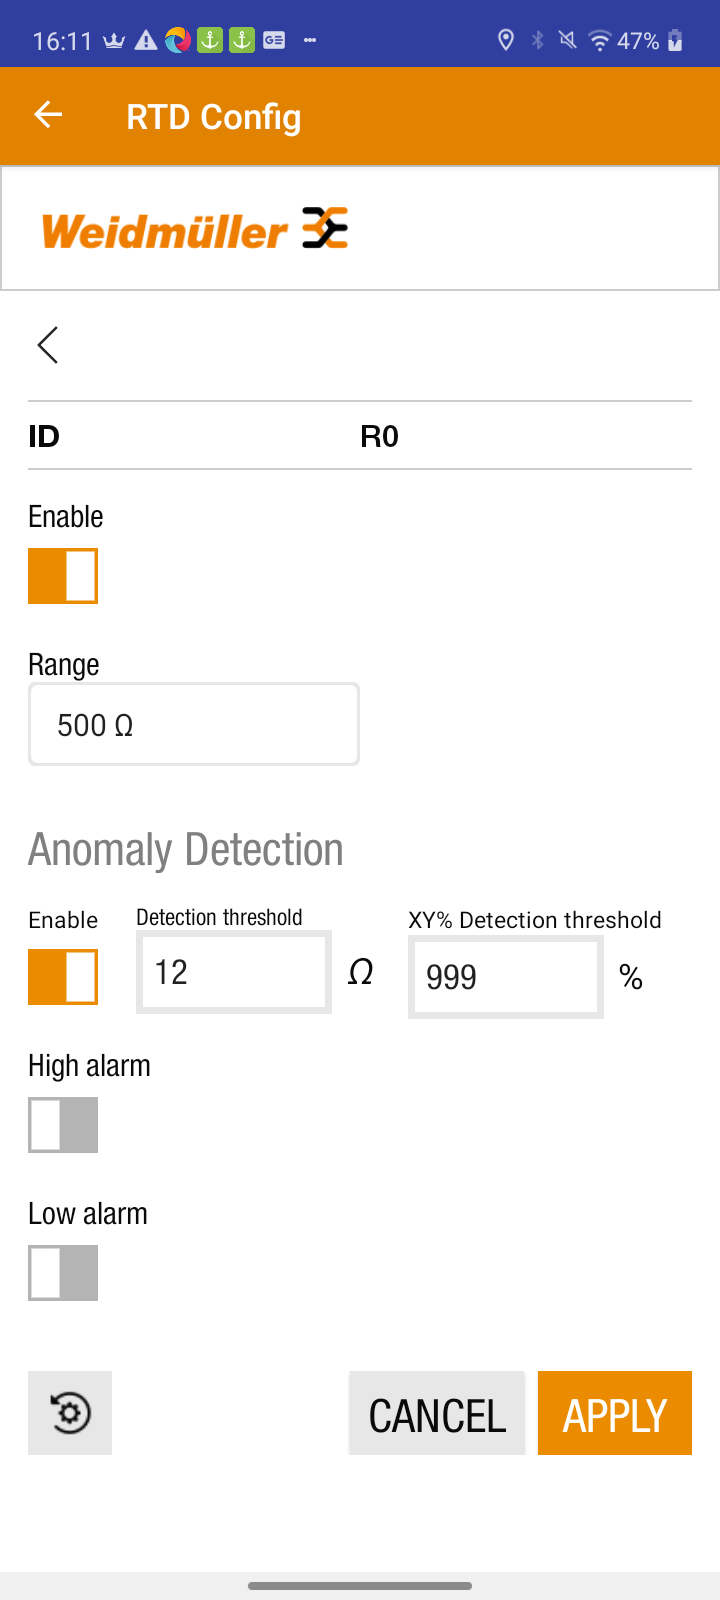 16:11
47%
RTD Config
Weidmüller
ID R0
Enable
Range
500 Ω
Anomaly Detection
Enable Detection threshold XY% Detection threshold
12 Ω 999 %
High alarm
Low alarm
CANCEL APPLY